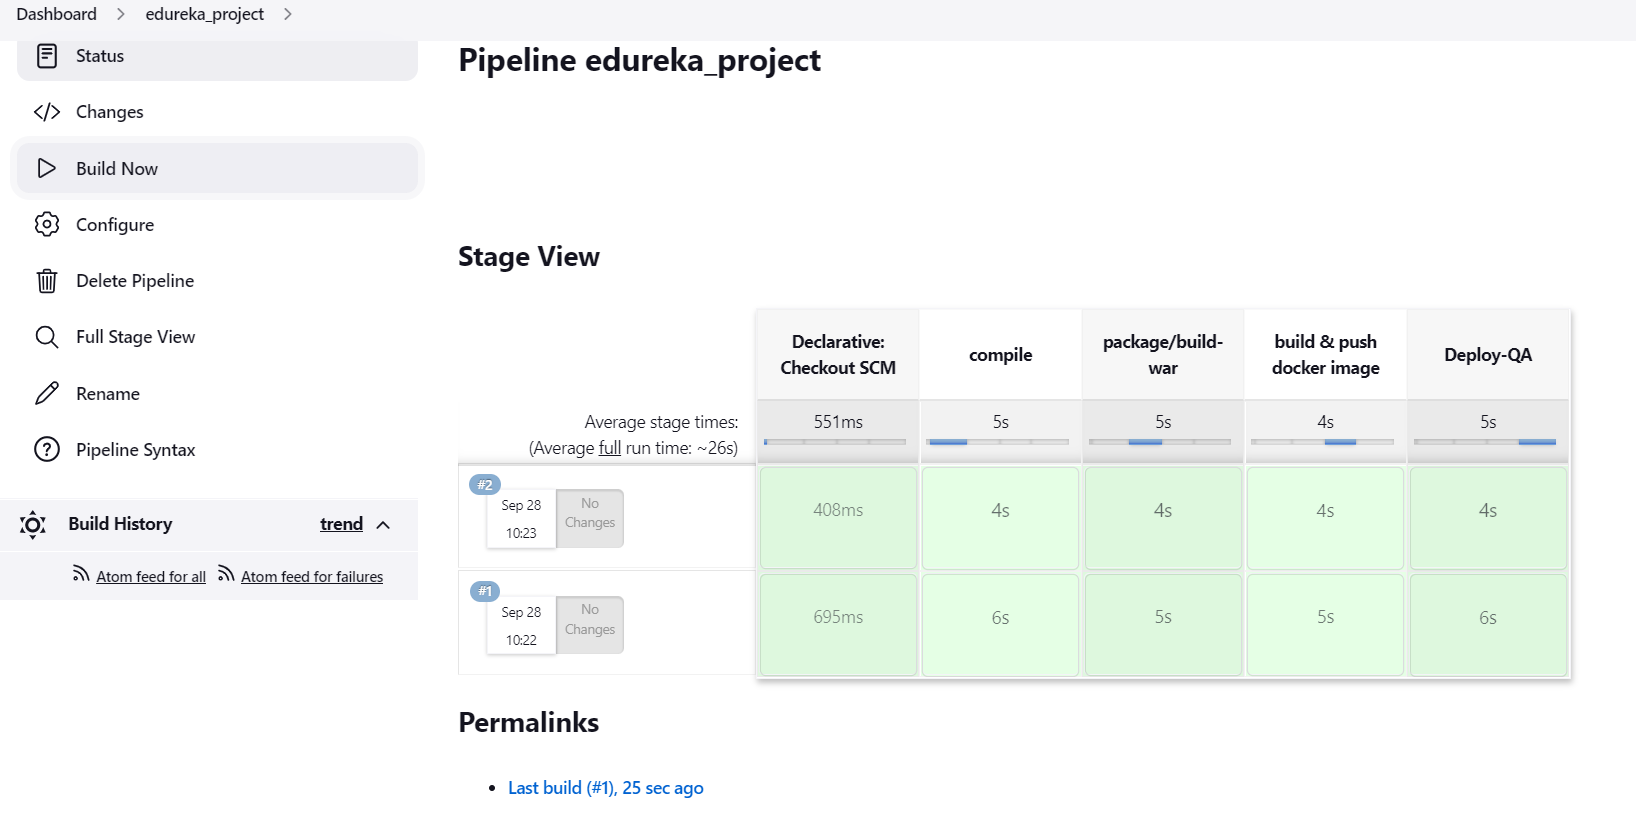 Dashboard > edureka_project >
Status
Changes
Build Now
Configure
Delete Pipeline
Full Stage View
Rename
Pipeline Syntax
Build History trend
Atom feed for all Atom feed for failures
Pipeline edureka_project
Stage View
Declarative:
Checkout SCM
compile
package/build-
war
build & push
docker image
Deploy-QA
Average stage times:
(Average full run time: ~26s)
551ms 5s 5s 4s 5s
#2
Sep 28
10:23
No
Changes
408ms 4s 4s 4s 4s
#1
Sep 28
10:22
No
Changes
695ms 6s 5s 5s 6s
Permalinks
• Last build (#1), 25 sec ago